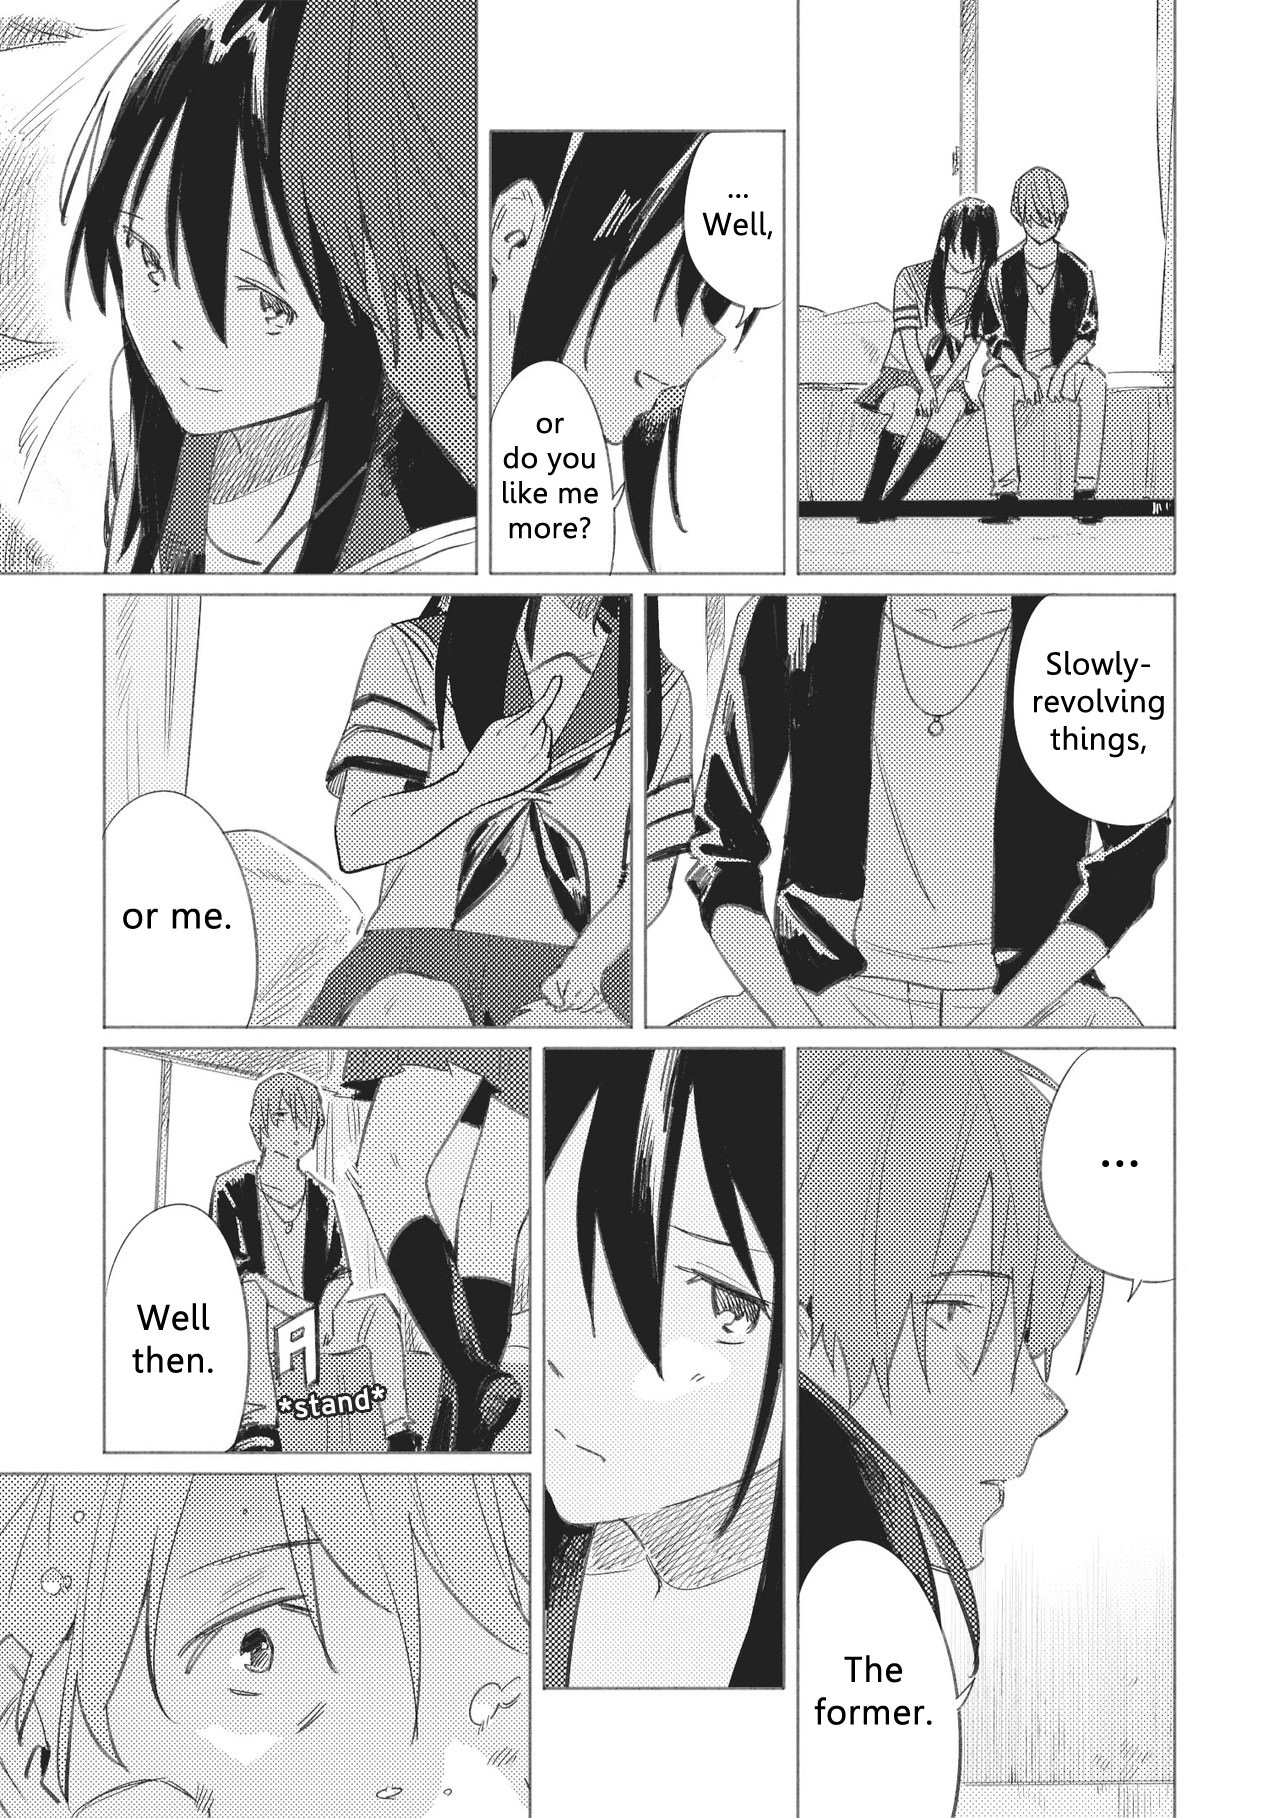 ...
Well,
or
do you
like me
more?
Slowly-
revolving
things,
or me.
...
The
former.
Well
then.
A
*stand*